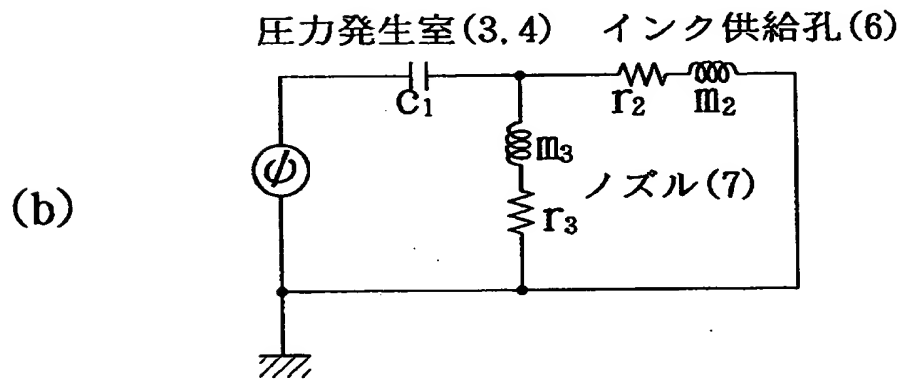 圧力発生室(3,4) インク供給孔(6)
c1
r2 m2
m3
ψ
ノズル(7)
(b)
r3